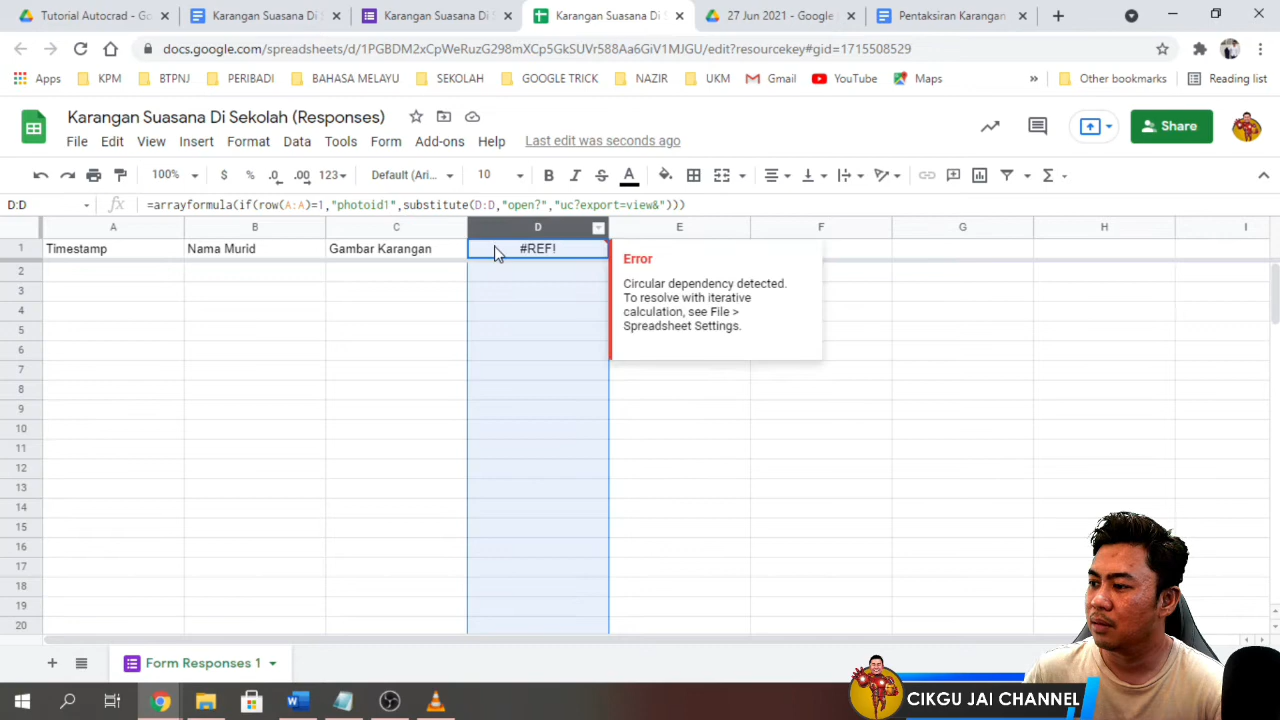 Tutorial Autocrad - Go
Karangan Suasana Di S
Karangan Suasana Di S
Karangan Suasana Di S
27 Jun 2021 - Google
Pentaksiran Karangan
docs.google.com/spreadsheets/d/1PGBDM2xCpWeRuzG298mXCp5GkSUVr588Aa6GiV1MJGU/edit?resourcekey#gid=1715508529
Apps KPM BTPNJ PERIBADI BAHASA MELAYU SEKOLAH GOOGLE TRICK NAZIR UKM Gmail YouTube Maps » Other bookmarks Reading list
Karangan Suasana Di Sekolah (Responses)
Share
File Edit View Insert Format Data Tools Form Add-ons Help Last edit was seconds ago
100% $ % .0 .00 123 Default (Ari... 10 B I S A
D:D fx =arrayformula(if(row(A:A)=1,"photoid1",substitute(D:D,"open?","uc?export=view&")))
A B C D E F G H I
1 Timestamp Nama Murid Gambar Karangan #REF!
Error
Circular dependency detected.
To resolve with iterative
calculation, see File >
Spreadsheet Settings.
2
3
4
5
6
7
8
9
10
11
12
13
14
15
16
17
18
19
20
Form Responses 1
CIKGU JAI CHANNEL